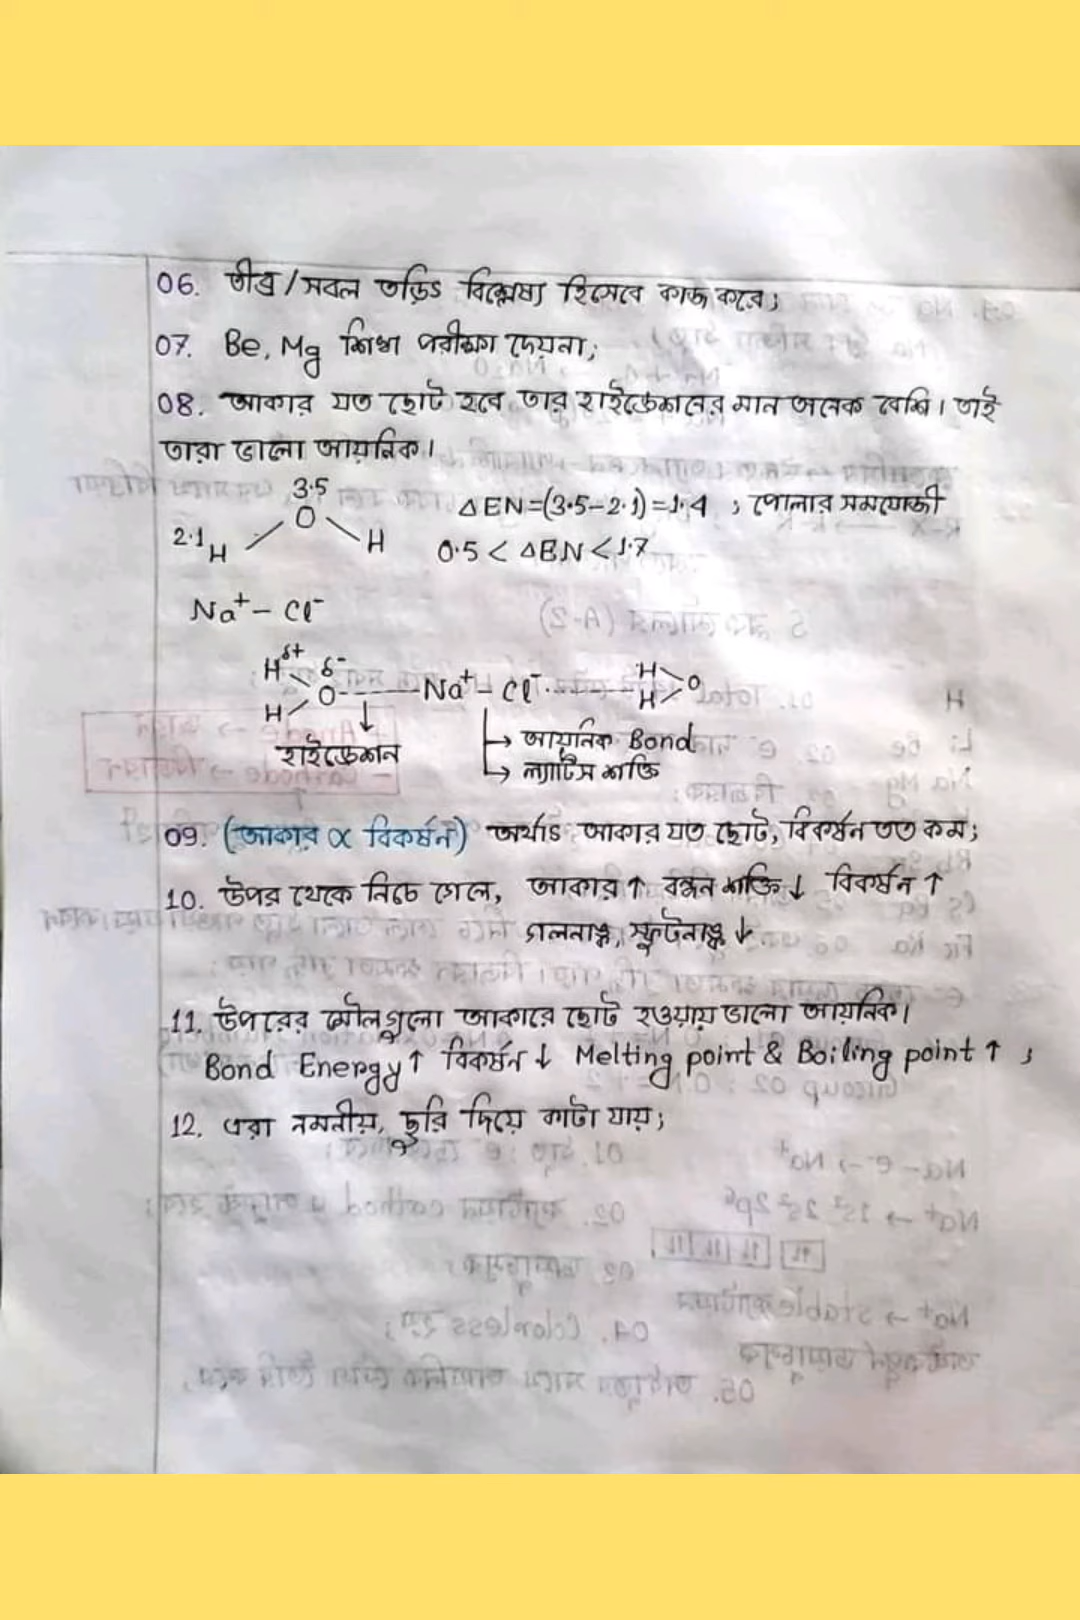 06. তীব্র/সবল তড়িৎ বিশ্লেষ্য হিসেবে কাজ করে;
07. Be, Mg শিখা পরীক্ষা দেয়না;
08. আকার যত ছোট হবে তার হাইড্রেশনের মান অনেক বেশি। তাই
তারা ভালো আয়নিক।
3.5
2.1 H O H
ΔEN=(3.5-2.1)=1.4 ; পোলার সমযোজী
0.5 < ΔEN < 1.7
Na⁺ - Cl⁻
H δ+ δ- H
O ------ Na⁺ - Cl⁻ ------ O
H H
হাইড্রেশন
→ আয়নিক Bond
→ ল্যাটিস শক্তি
09. (আকার ∝ বিকর্ষন) অর্থাৎ আকার যত ছোট, বিকর্ষন তত কম;
10. উপর থেকে নিচে গেলে, আকার ↑ বন্ধন শক্তি ↓ বিকর্ষন ↑
গলনাঙ্ক, স্ফুটনাঙ্ক ↓
11. উপরের মৌলগুলো আকারে ছোট হওয়ায় ভালো আয়নিক।
Bond Energy ↑ বিকর্ষন ↓ Melting point & Boiling point ↑ ;
12. এরা নমনীয়, ছুরি দিয়ে কাটা যায়;